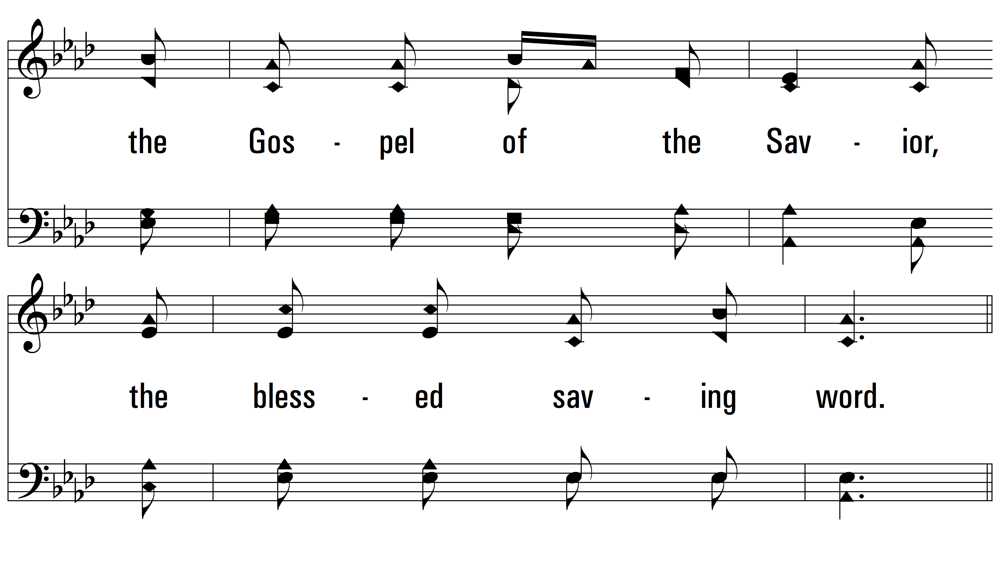 the Gos - pel of the Sav - ior,
the bless - ed sav - ing word.